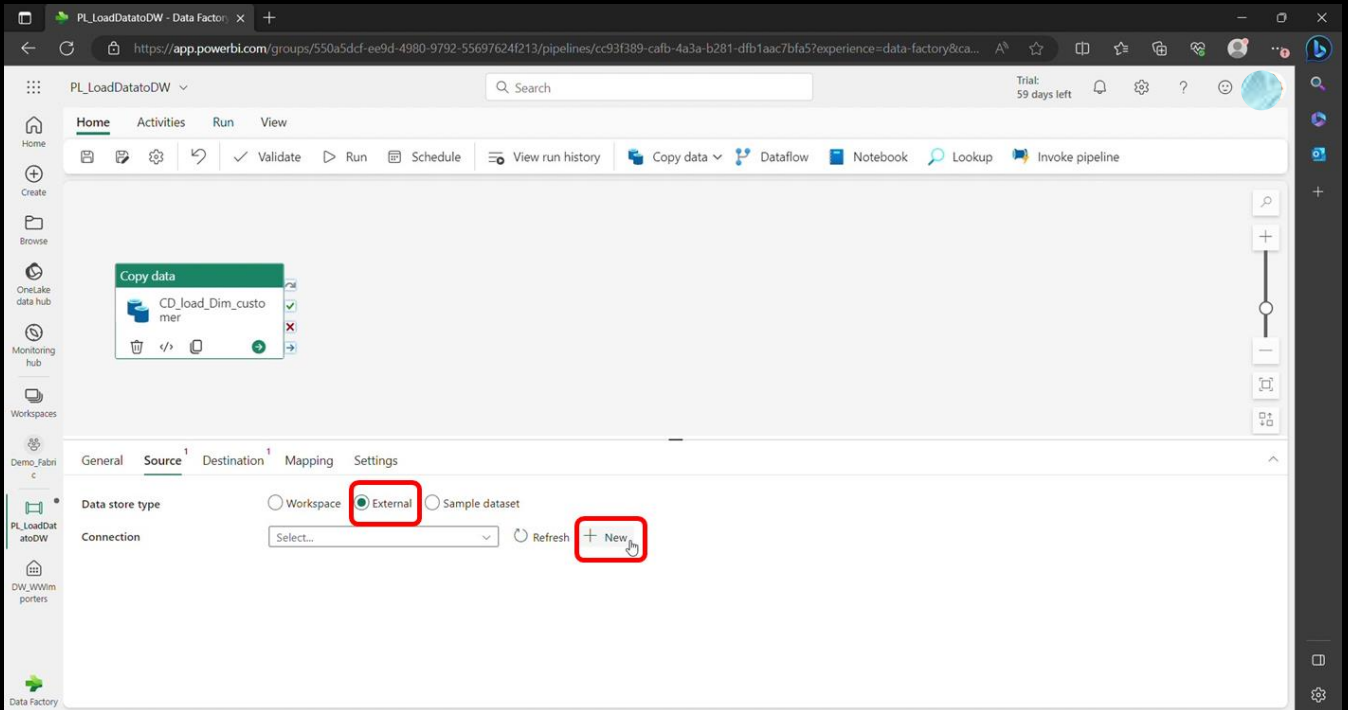 PL_LoadDatatoDW - Data Factory
https://app.powerbi.com/groups/550a5dcf-ee9d-4980-9792-55697624f213/pipelines/cc93f389-cafb-4a3a-b281-dfb1aac7bfa5?experience=data-factory&ca...
PL_LoadDatatoDW
Search
Trial:
59 days left
Home
Activities
Run
View
Validate
Run
Schedule
View run history
Copy data
Dataflow
Notebook
Lookup
Invoke pipeline
Home
Create
Browse
OneLake
data hub
Monitoring
hub
Workspaces
Demo_Fabri
c
PL_LoadDat
atoDW
DW_WWIm
porters
Data Factory
Copy data
CD_load_Dim_custo
mer
General
Source 1
Destination 1
Mapping
Settings
Data store type
Workspace
External
Sample dataset
Connection
Select...
Refresh
New